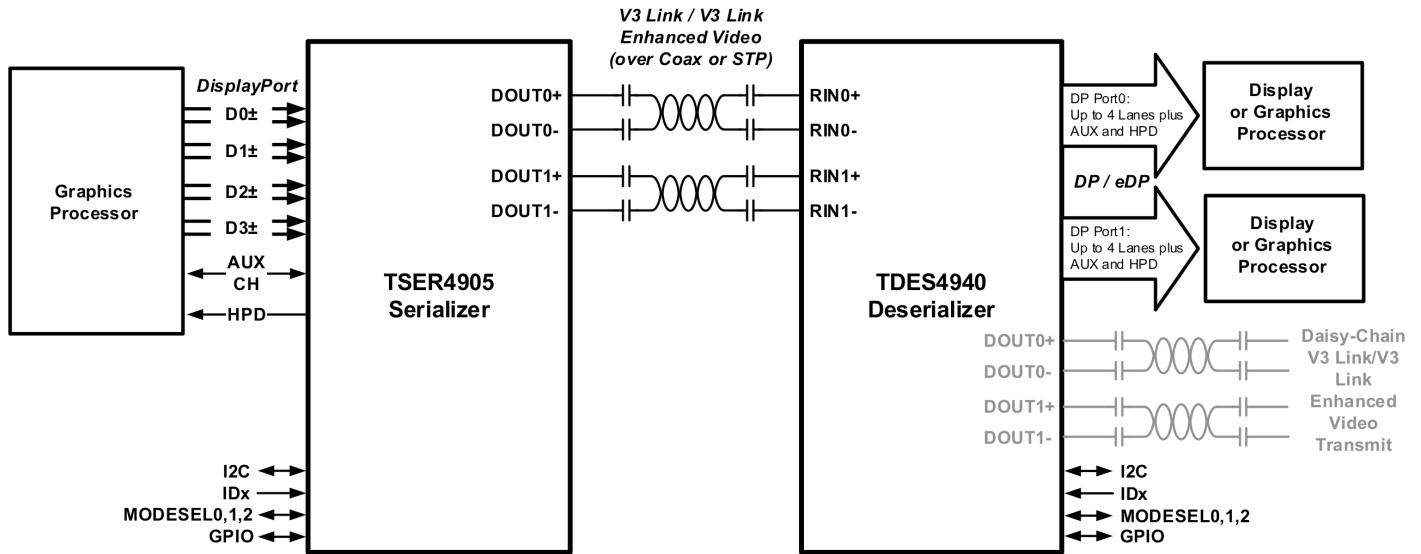 V3 Link / V3 Link
Enhanced Video
(over Coax or STP)
DisplayPort
D0±
D1±
D2±
D3±
AUX
CH
HPD
Graphics
Processor
TSER4905
Serializer
DOUT0+
DOUT0-
DOUT1+
DOUT1-
I2C
IDx
MODESEL0,1,2
GPIO
RIN0+
RIN0-
RIN1+
RIN1-
TDES4940
Deserializer
DP Port0:
Up to 4 Lanes plus
AUX and HPD
DP / eDP
DP Port1:
Up to 4 Lanes plus
AUX and HPD
Display
or Graphics
Processor
Display
or Graphics
Processor
DOUT0+
DOUT0-
DOUT1+
DOUT1-
Daisy-Chain
V3 Link/V3
Link
Enhanced
Video
Transmit
I2C
IDx
MODESEL0,1,2
GPIO